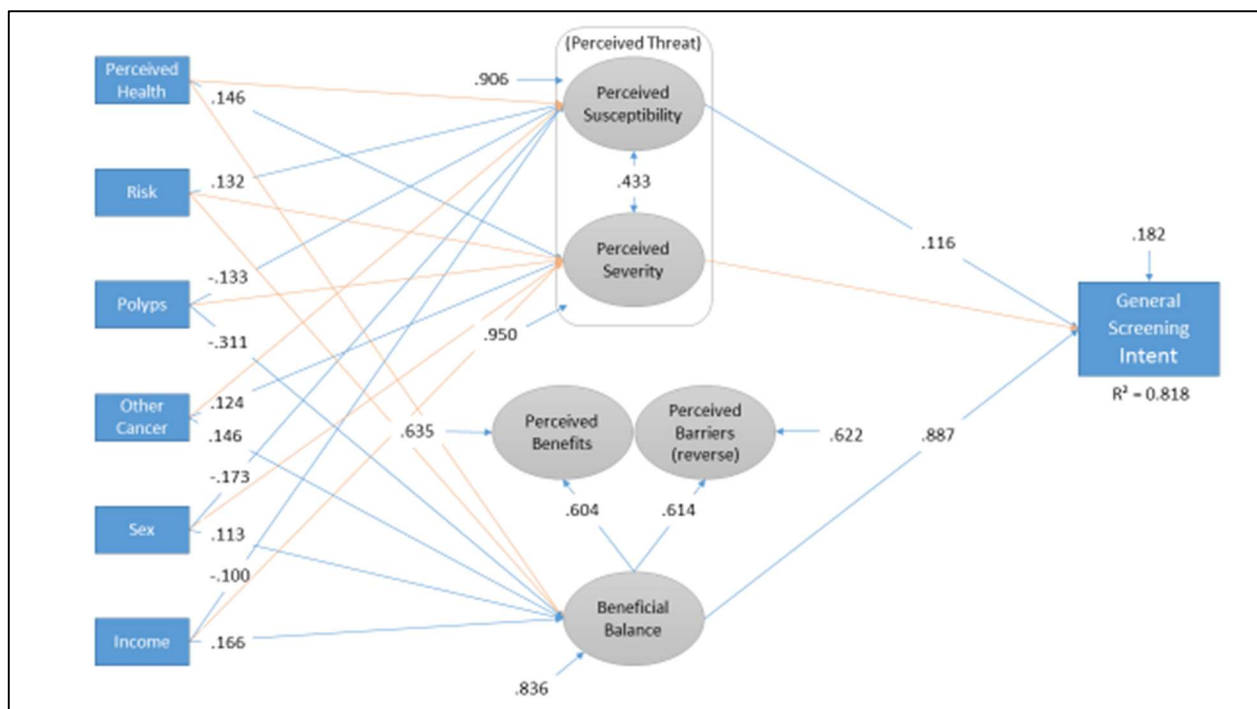 (Perceived Threat)
Perceived
Health
.906
Perceived
Susceptibility
.146
Risk
.132
.433
.116
.182
Perceived
Severity
-.133
Polyps
General
Screening
Intent
.950
-.311
R² = 0.818
Other
Cancer
.124
.146
.635
Perceived
Benefits
Perceived
Barriers
(reverse)
.622
.887
-.173
Sex
.113
.604
.614
-.100
Income
.166
Beneficial
Balance
.836